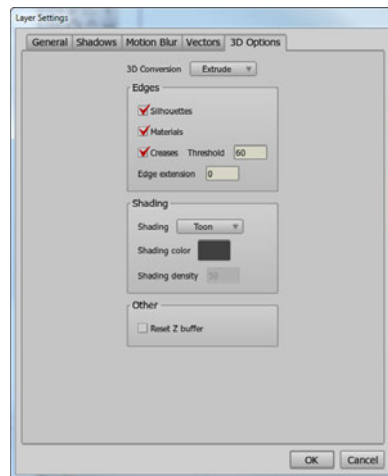 Layer Settings
General Shadows Motion Blur Vectors 3D Options
3D Conversion Extrude
Edges
Silhouettes
Materials
Creases Threshold 60
Edge extension 0
Shading
Shading Toon
Shading color
Shading density
Other
Reset Z buffer
OK Cancel